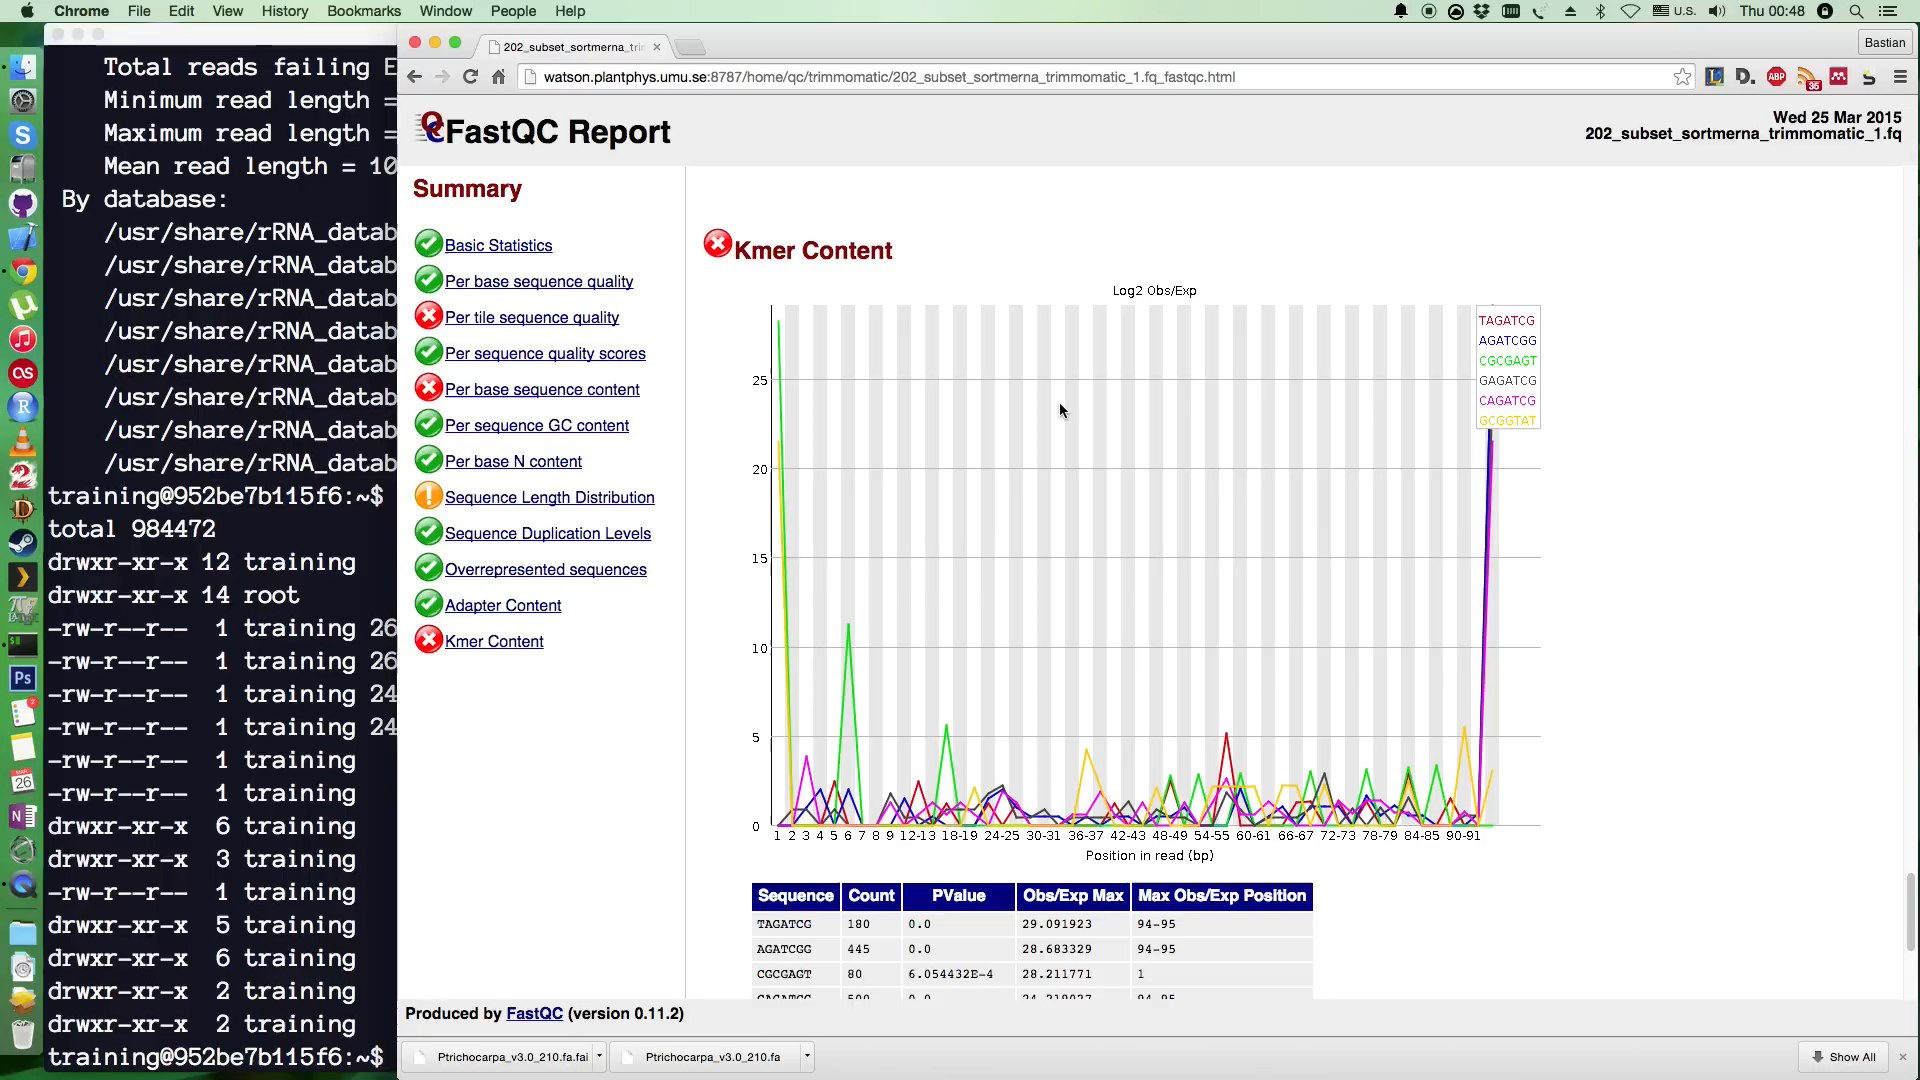 Chrome File Edit View History Bookmarks Window People Help
U.S. Thu 00:48
202_subset_sortmerna_trim
Bastian
watson.plantphys.umu.se:8787/home/qc/trimmomatic/202_subset_sortmerna_trimmomatic_1.fq_fastqc.html
Total reads failing E
Minimum read length =
Maximum read length =
Mean read length = 10
By database:
/usr/share/rRNA_datab
/usr/share/rRNA_datab
/usr/share/rRNA_datab
/usr/share/rRNA_datab
/usr/share/rRNA_datab
/usr/share/rRNA_datab
/usr/share/rRNA_datab
/usr/share/rRNA_datab
training@952be7b115f6:~$
total 984472
drwxr-xr-x 12 training
drwxr-xr-x 14 root
-rw-r--r-- 1 training 26
-rw-r--r-- 1 training 26
-rw-r--r-- 1 training 24
-rw-r--r-- 1 training 24
-rw-r--r-- 1 training
-rw-r--r-- 1 training
drwxr-xr-x 6 training
drwxr-xr-x 3 training
-rw-r--r-- 1 training
drwxr-xr-x 5 training
drwxr-xr-x 6 training
drwxr-xr-x 2 training
drwxr-xr-x 2 training
training@952be7b115f6:~$
FastQC Report
Wed 25 Mar 2015
202_subset_sortmerna_trimmomatic_1.fq
Summary
Basic Statistics
Per base sequence quality
Per tile sequence quality
Per sequence quality scores
Per base sequence content
Per sequence GC content
Per base N content
Sequence Length Distribution
Sequence Duplication Levels
Overrepresented sequences
Adapter Content
Kmer Content
Kmer Content
Log2 Obs/Exp
TAGATCG
AGATCGG
CGCGAGT
GAGATCG
CAGATCG
GCGGTAT
25
20
15
10
5
0
1 2 3 4 5 6 7 8 9 12-13 18-19 24-25 30-31 36-37 42-43 48-49 54-55 60-61 66-67 72-73 78-79 84-85 90-91
Position in read (bp)
Sequence Count PValue Obs/Exp Max Max Obs/Exp Position
TAGATCG 180 0.0 29.091923 94-95
AGATCGG 445 0.0 28.683329 94-95
CGCGAGT 80 6.054432E-4 28.211771 1
Produced by FastQC (version 0.11.2)
Ptrichocarpa_v3.0_210.fa.fai
Ptrichocarpa_v3.0_210.fa
Show All